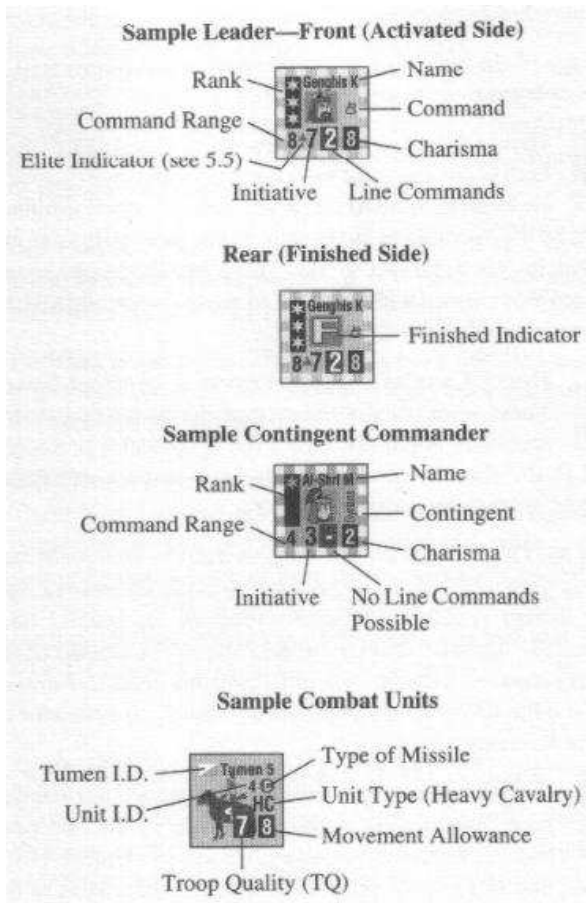 Sample Leader—Front (Activated Side)
Rank
Genghis K
Name
Command
Command Range
8 7 2 8
Charisma
Elite Indicator (see 5.5)
Initiative
Line Commands
Rear (Finished Side)
Genghis K
F
Finished Indicator
8 7 2 8
Sample Contingent Commander
Rank
Al-Shrf M
Name
Contingent
Command Range
4 3 - 2
Charisma
Initiative
No Line Commands
Possible
Sample Combat Units
Tumen I.D.
Tumen 5
Type of Missile
Unit I.D.
4 C
HC
Unit Type (Heavy Cavalry)
7 8
Movement Allowance
Troop Quality (TQ)